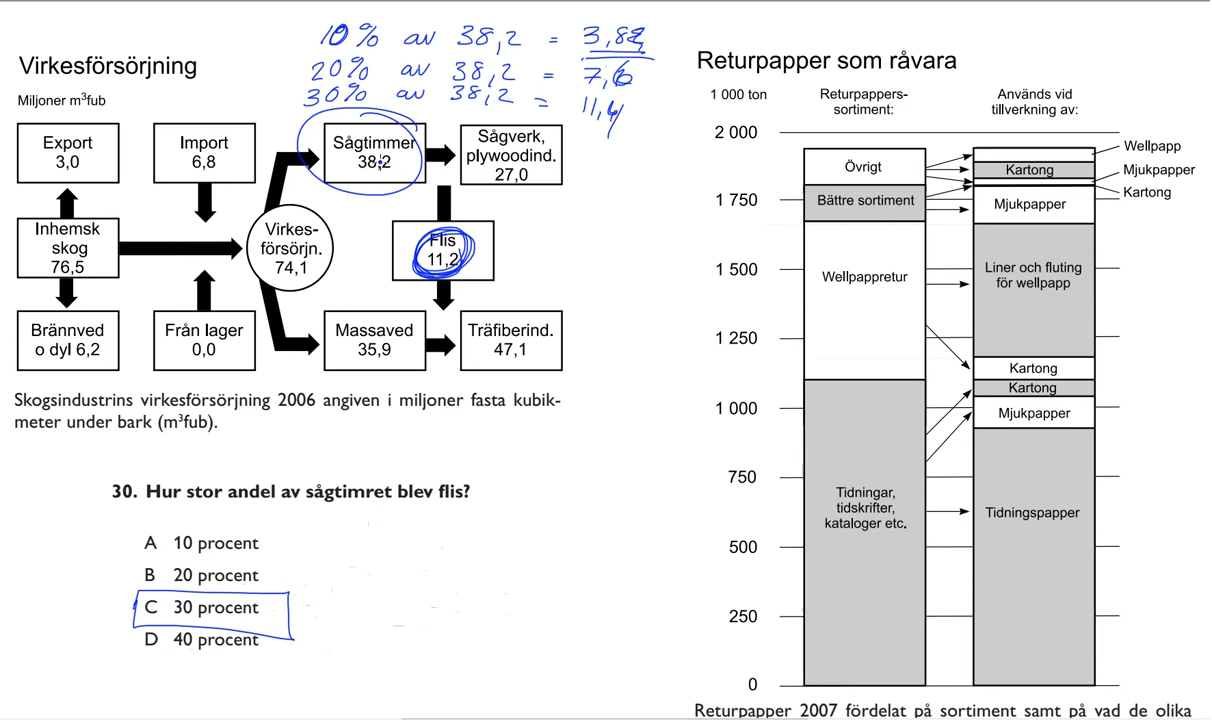 10% av 38,2 = 3,82
20% av 38,2 = 7,6
30% av 38,2 = 11,4
Virkesförsörjning
Miljoner m³fub
Export
3,0
Import
6,8
Sågtimmer
38,2
Sågverk,
plywoodind.
27,0
Inhemsk
skog
76,5
Virkes-
försörjn.
74,1
Flis
11,2
Brännved
o dyl 6,2
Från lager
0,0
Massaved
35,9
Träfiberind.
47,1
Skogsindustrins virkesförsörjning 2006 angiven i miljoner fasta kubik-
meter under bark (m³fub).
30. Hur stor andel av sågtimret blev flis?
A 10 procent
B 20 procent
C 30 procent
D 40 procent
Returpapper som råvara
1 000 ton
Returpappers-
sortiment:
Används vid
tillverkning av:
2 000
1 750
1 500
1 250
1 000
750
500
250
0
Övrigt
Bättre sortiment
Wellpappretur
Tidningar,
tidskrifter,
kataloger etc.
Wellpapp
Kartong
Mjukpapper
Kartong
Mjukpapper
Liner och fluting
för wellpapp
Kartong
Kartong
Mjukpapper
Tidningspapper
Returpapper 2007 fördelat på sortiment samt på vad de olika